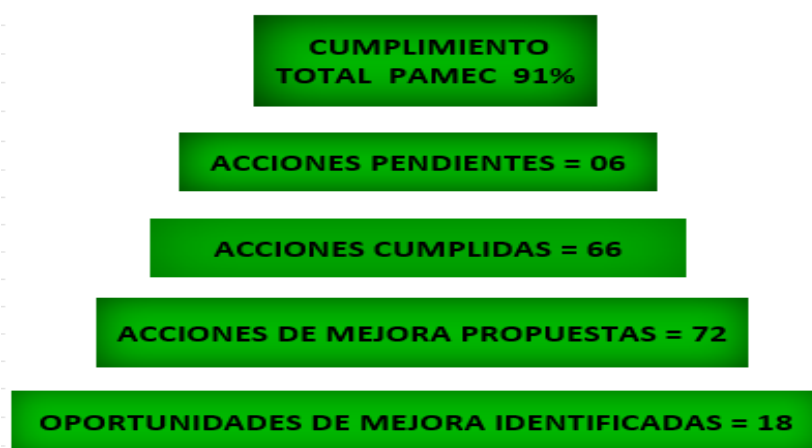 CUMPLIMIENTO
TOTAL PAMEC 91%
ACCIONES PENDIENTES = 06
ACCIONES CUMPLIDAS = 66
ACCIONES DE MEJORA PROPUESTAS = 72
OPORTUNIDADES DE MEJORA IDENTIFICADAS = 18